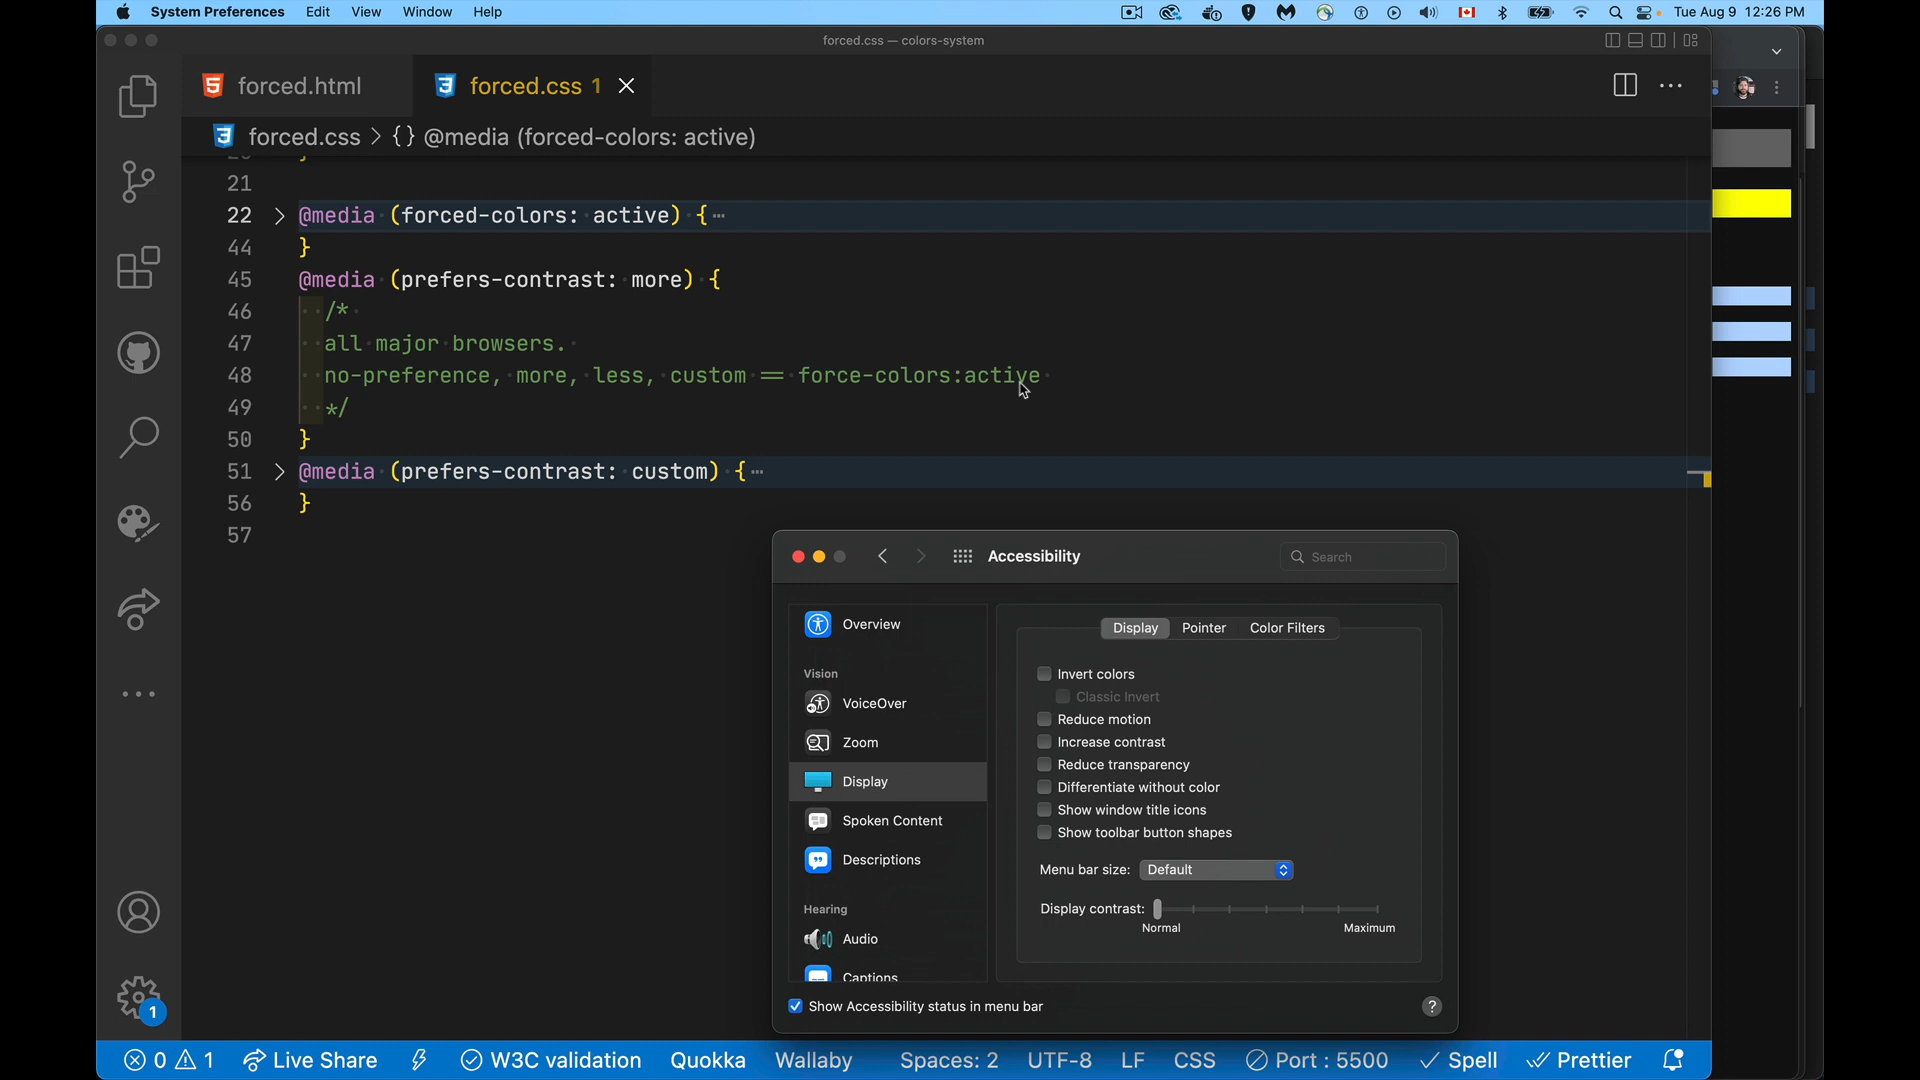 System Preferences Edit View Window Help Tue Aug 9 12:26 PM
forced.css — colors-system
forced.html forced.css 1
forced.css > {} @media (forced-colors: active)
21
22 @media (forced-colors: active) {
44 }
45 @media (prefers-contrast: more) {
46 /*
47 all major browsers.
48 no-preference, more, less, custom == force-colors:active
49 */
50 }
51 @media (prefers-contrast: custom) {
56 }
57
Accessibility
Search
Overview
Vision
VoiceOver
Zoom
Display
Spoken Content
Descriptions
Hearing
Audio
Captions
Display Pointer Color Filters
Invert colors
Classic Invert
Reduce motion
Increase contrast
Reduce transparency
Differentiate without color
Show window title icons
Show toolbar button shapes
Menu bar size: Default
Display contrast:
Normal Maximum
Show Accessibility status in menu bar ?
1
0 1 Live Share W3C validation Quokka Wallaby Spaces: 2 UTF-8 LF CSS Port : 5500 Spell Prettier